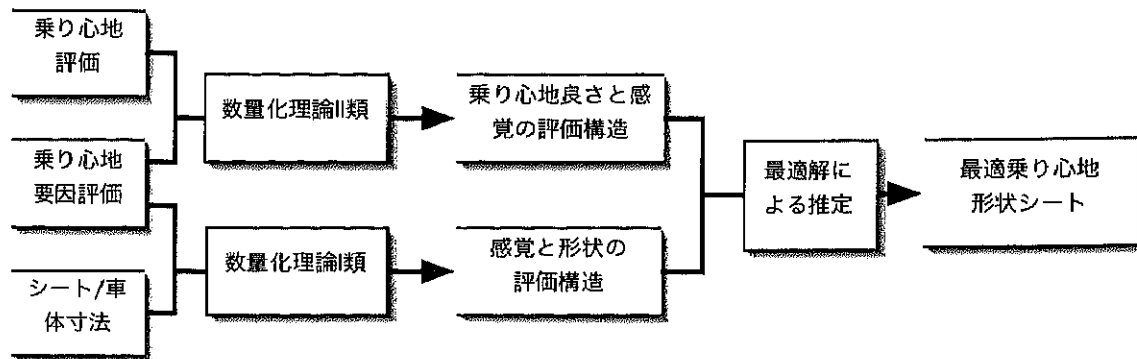 乗り心地
評価
乗り心地
要因評価
シート/車
体寸法
数量化理論II類
数量化理論I類
乗り心地良さと感
覚の評価構造
感覚と形状の
評価構造
最適解に
よる推定
最適乗り心地
形状シート